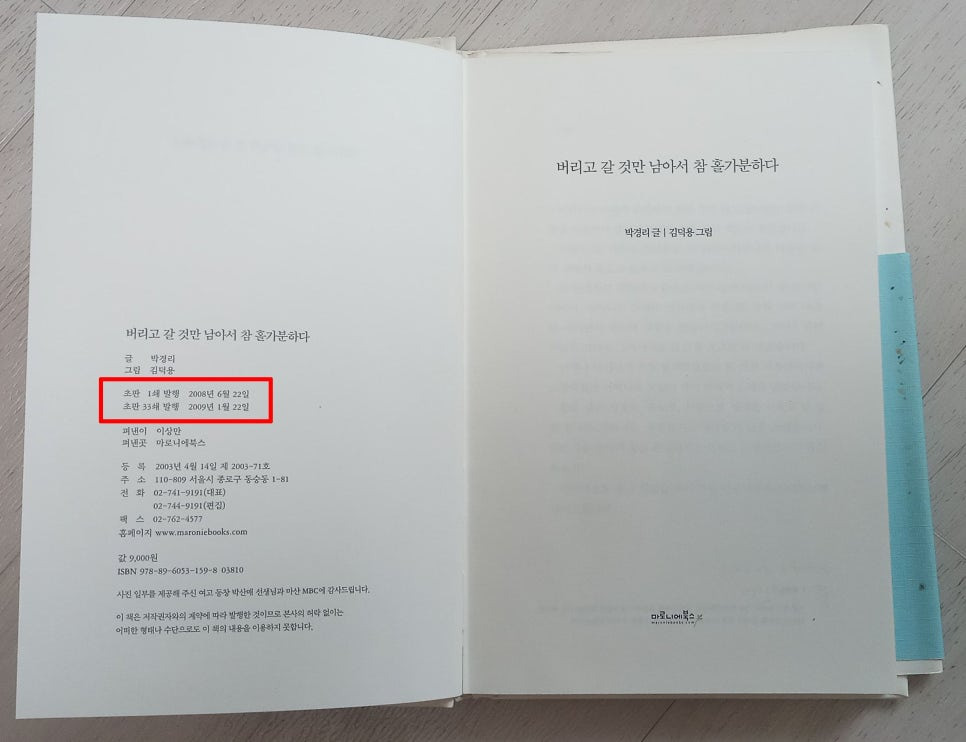 버리고 갈 것만 남아서 참 홀가분하다
글 박경리
그림 김덕용
초판 1쇄 발행 2008년 6월 22일
초판 33쇄 발행 2009년 1월 22일
펴낸이 이상만
펴낸곳 마로니에북스
등 록 2003년 4월 14일 제 2003-71호
주 소 110-809 서울시 종로구 동숭동 1-81
전 화 02-741-9191(대표)
02-744-9191(편집)
팩 스 02-762-4577
홈페이지 www.maroniebooks.com
값 9,000원
ISBN 978-89-6053-159-8 03810
사진 일부를 제공해 주신 여고 동창 박산매 선생님과 마산 MBC에 감사드립니다.
이 책은 저작권자와의 계약에 따라 발행한 것이므로 본사의 허락 없이는
어떠한 형태나 수단으로도 이 책의 내용을 이용하지 못합니다.
버리고 갈 것만 남아서 참 홀가분하다
박경리 글 | 김덕용 그림
마로니에북스
maroniebooks.com